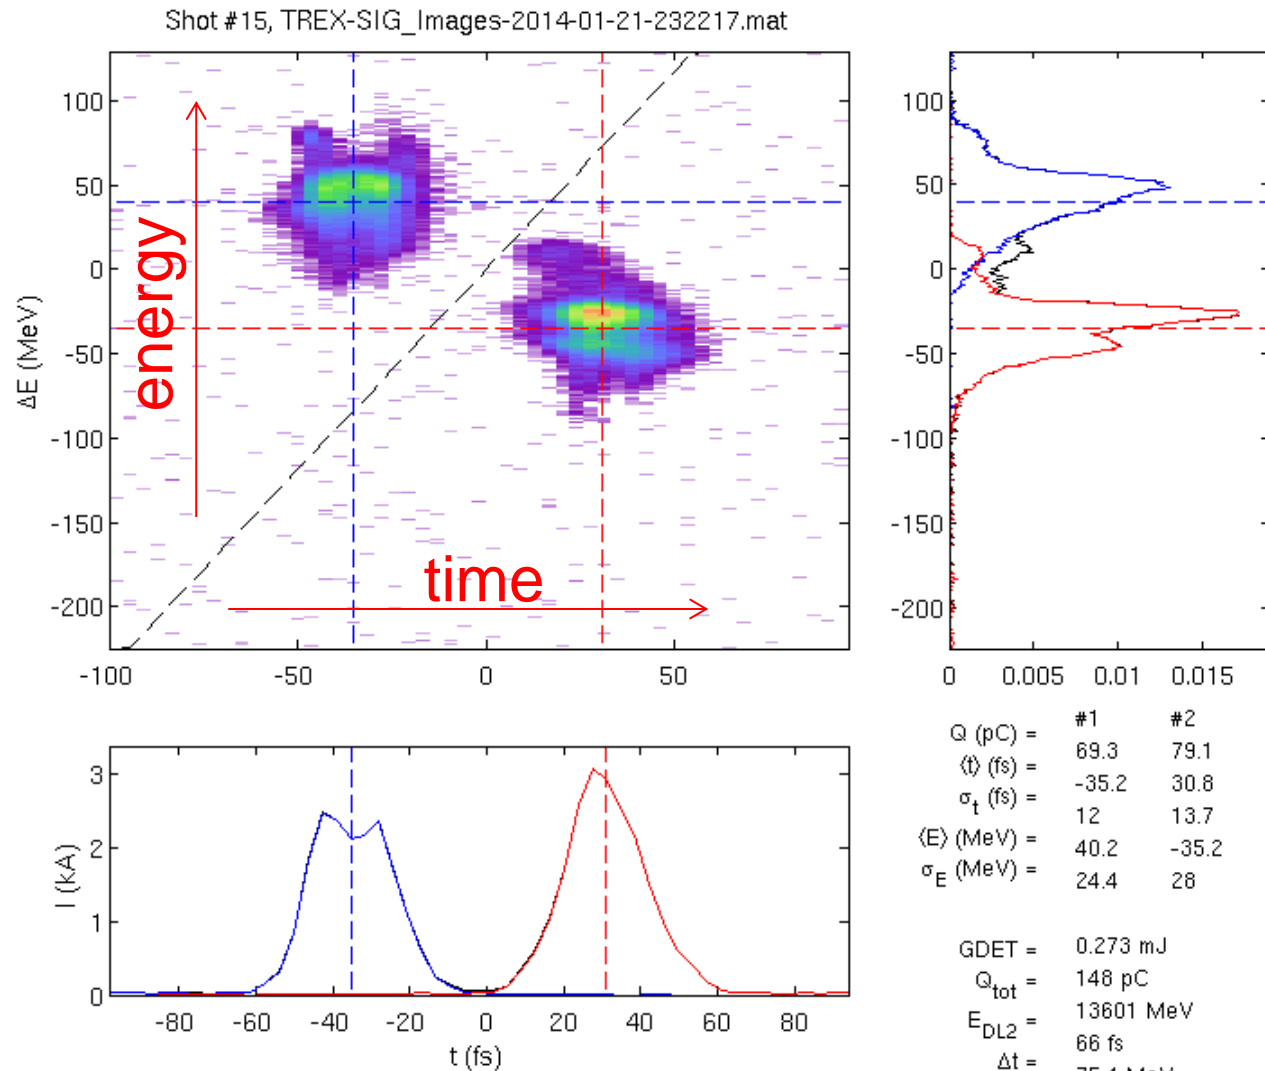 Shot #15, TREX-SIG_Images-2014-01-21-232217.mat
100
50
0
-50
-100
-150
-200
ΔE (MeV)
energy
time
-100 -50 0 50
100
50
0
-50
-100
-150
-200
0 0.005 0.01 0.015
3
2
1
0
I (kA)
-80 -60 -40 -20 0 20 40 60 80
t (fs)
#1 #2
Q (pC) = 69.3 79.1
⟨t⟩ (fs) = -35.2 30.8
σt (fs) = 12 13.7
⟨E⟩ (MeV) = 40.2 -35.2
σE (MeV) = 24.4 28
GDET = 0.273 mJ
Qtot = 148 pC
EDL2 = 13601 MeV
Δt = 66 fs